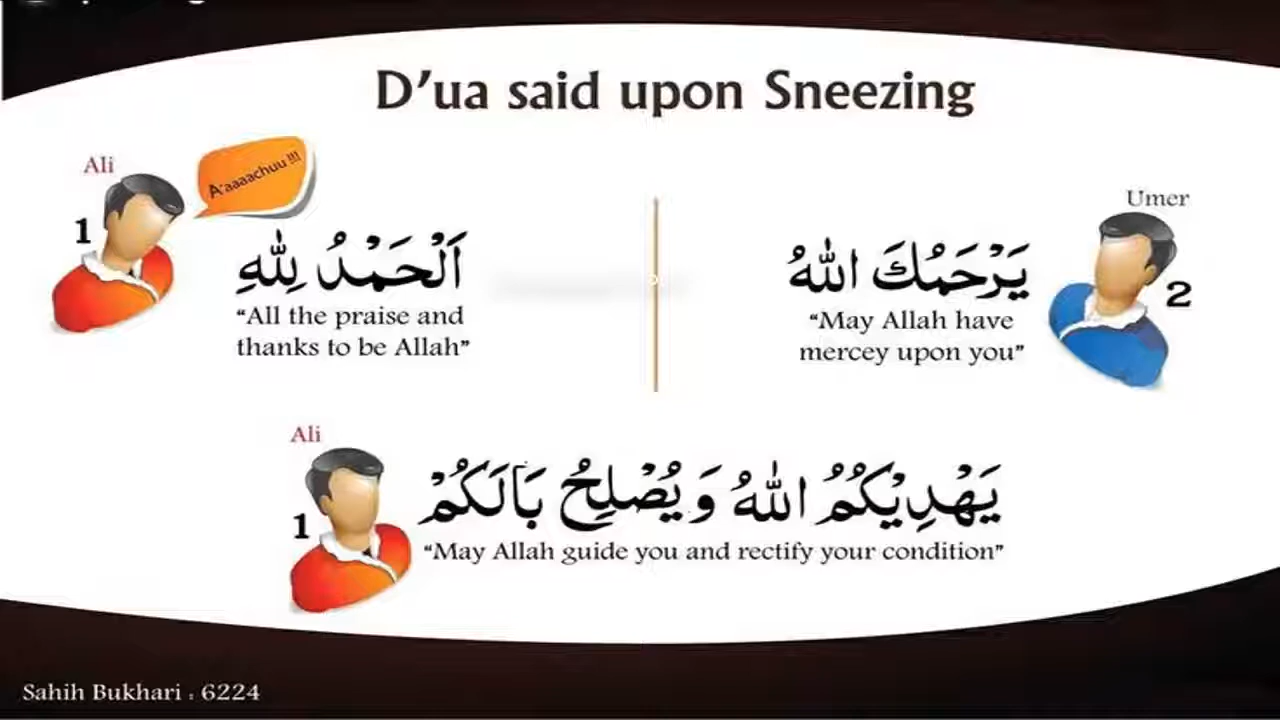 D'ua said upon Sneezing
Ali
A'aaaachuu !!!
1
اَلْحَمْدُ لِلّٰهِ
“All the praise and
thanks to be Allah”
Umer
2
يَرْحَمُكَ اللّٰهُ
“May Allah have
mercey upon you”
Ali
1
يَهْدِيْكُمُ اللّٰهُ وَ يُصْلِحُ بَالَكُمْ
“May Allah guide you and rectify your condition”
Sahih Bukhari : 6224